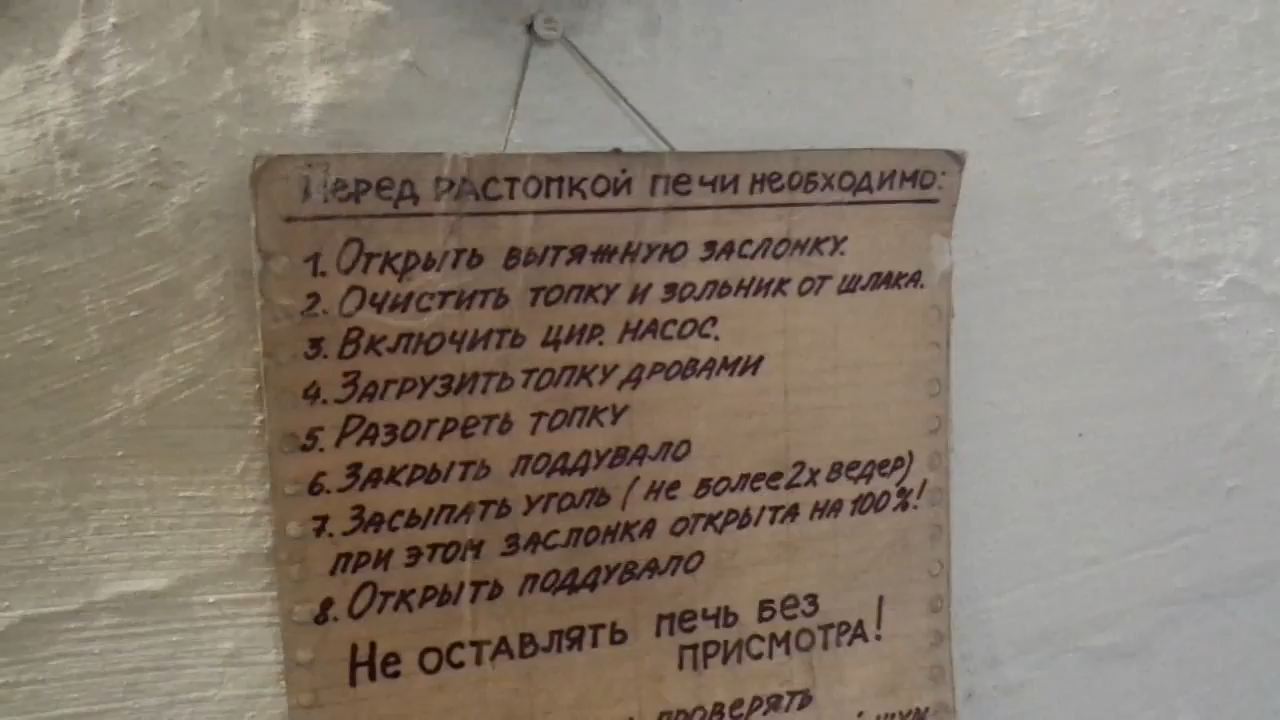 Перед растопкой печи необходимо:
1. Открыть вытяжную заслонку.
2. Очистить топку и зольник от шлака.
3. Включить цир. насос.
4. Загрузить топку дровами
5. Разогреть топку
6. Закрыть поддувало
7. Засыпать уголь (не более 2х ведер)
при этом заслонка открыта на 100%!
8. Открыть поддувало
Не оставлять печь без
присмотра!
проверять